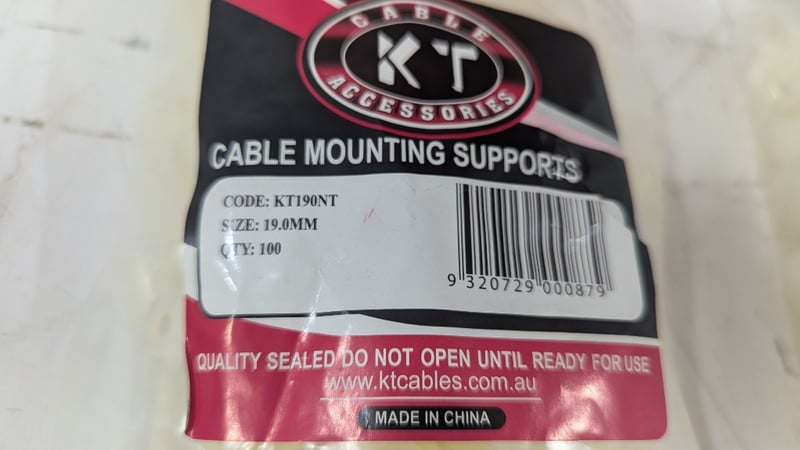 CABLE
KT
ACCESSORIES
CABLE MOUNTING SUPPORTS
CODE: KT190NT
SIZE: 19.0MM
QTY: 100
9 320729 000879
QUALITY SEALED DO NOT OPEN UNTIL READY FOR USE
www.ktcables.com.au
MADE IN CHINA